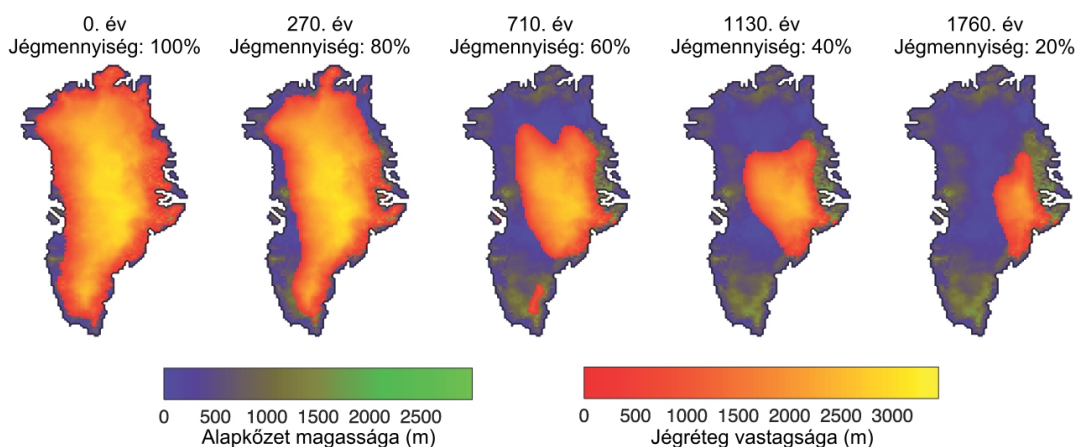 0. év
Jégmennyiség: 100%
270. év
Jégmennyiség: 80%
710. év
Jégmennyiség: 60%
1130. év
Jégmennyiség: 40%
1760. év
Jégmennyiség: 20%
0 500 1000 1500 2000 2500
Alapkőzet magassága (m)
0 500 1000 1500 2000 2500 3000
Jégréteg vastagsága (m)